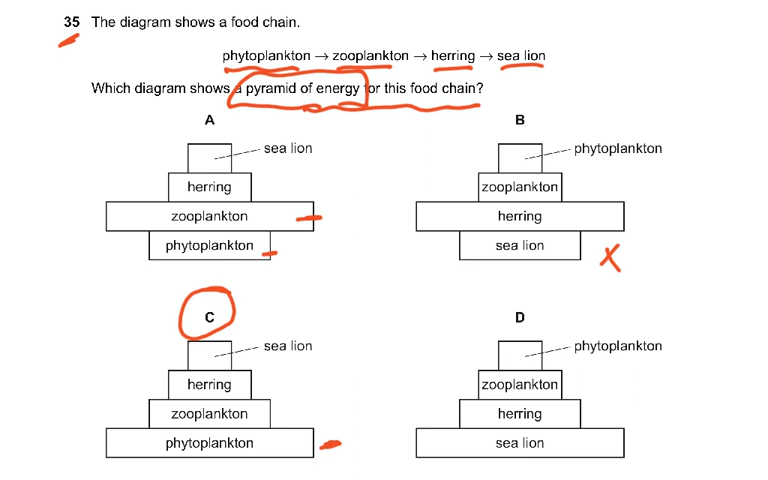 35 The diagram shows a food chain.
phytoplankton → zooplankton → herring → sea lion
Which diagram shows a pyramid of energy for this food chain?
A
B
sea lion
phytoplankton
herring
zooplankton
zooplankton
herring
phytoplankton
sea lion
C
D
sea lion
phytoplankton
herring
zooplankton
zooplankton
herring
phytoplankton
sea lion